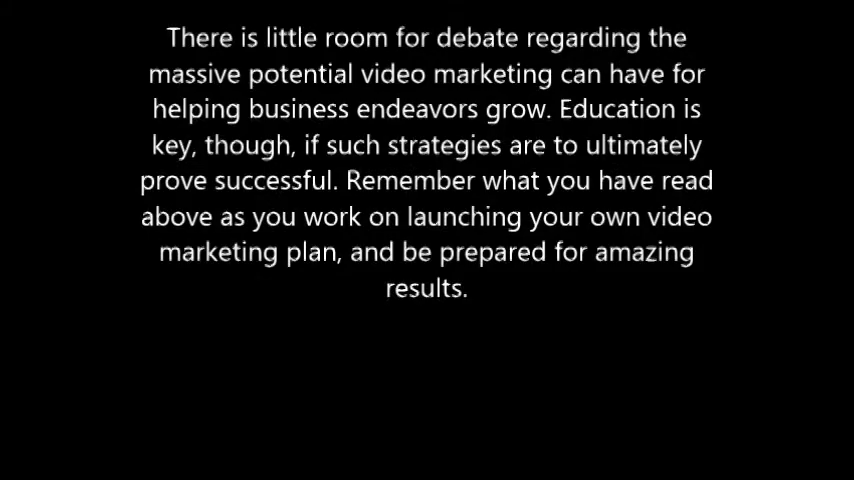 There is little room for debate regarding the
massive potential video marketing can have for
helping business endeavors grow. Education is
key, though, if such strategies are to ultimately
prove successful. Remember what you have read
above as you work on launching your own video
marketing plan, and be prepared for amazing
results.